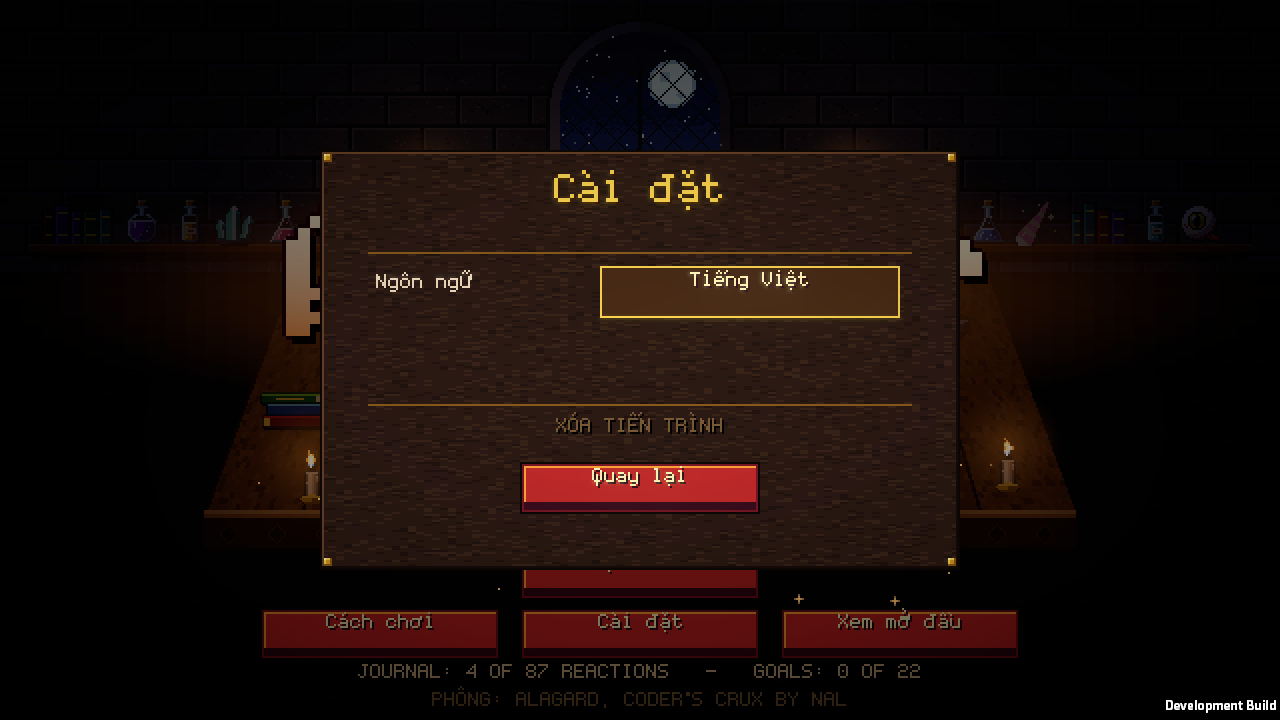 Cài đặt
Ngôn ngữ
Tiếng Việt
XÓA TIẾN TRÌNH
Quay lại
Cách chơi
Cài đặt
Xem mở đầu
JOURNAL: 4 OF 87 REACTIONS — GOALS: 0 OF 22
PHÔNG: ALAGARD, CODER'S CRUX BY NAL
Development Build